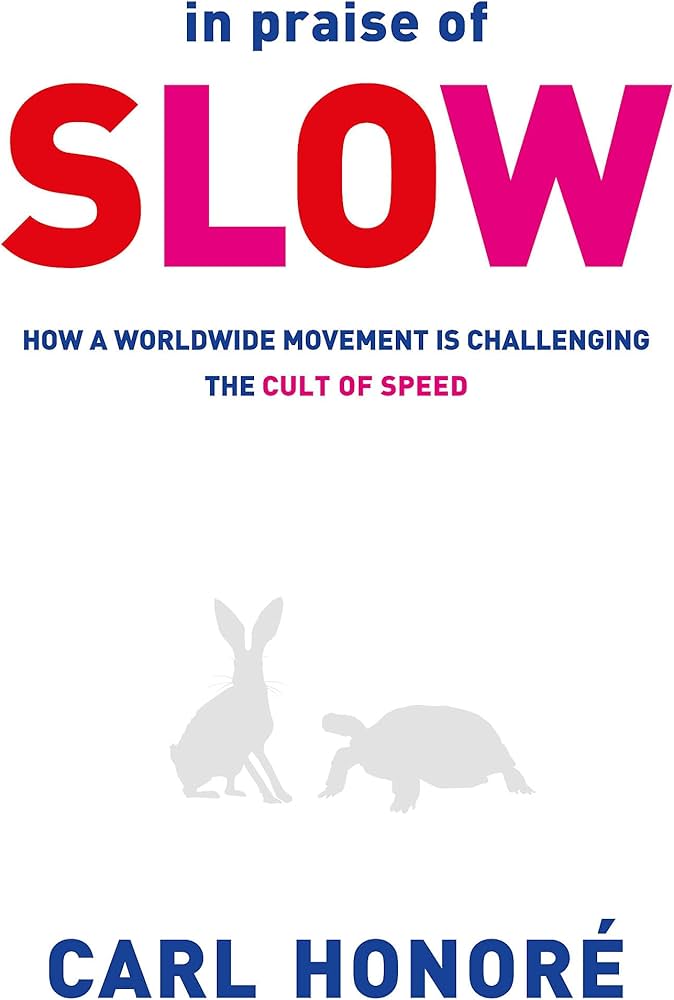 in praise of
SLOW
HOW A WORLDWIDE MOVEMENT IS CHALLENGING
THE CULT OF SPEED
CARL HONORÉ